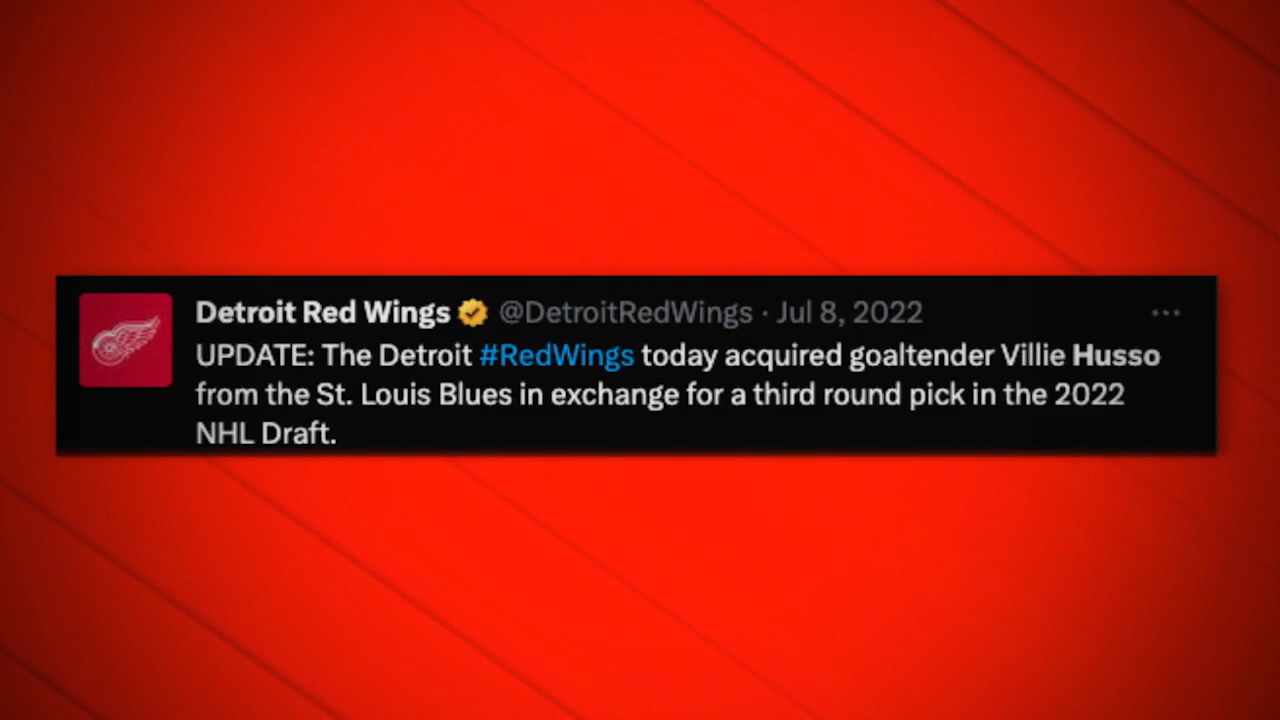 Detroit Red Wings @DetroitRedWings · Jul 8, 2022
UPDATE: The Detroit #RedWings today acquired goaltender Villie Husso
from the St. Louis Blues in exchange for a third round pick in the 2022
NHL Draft.